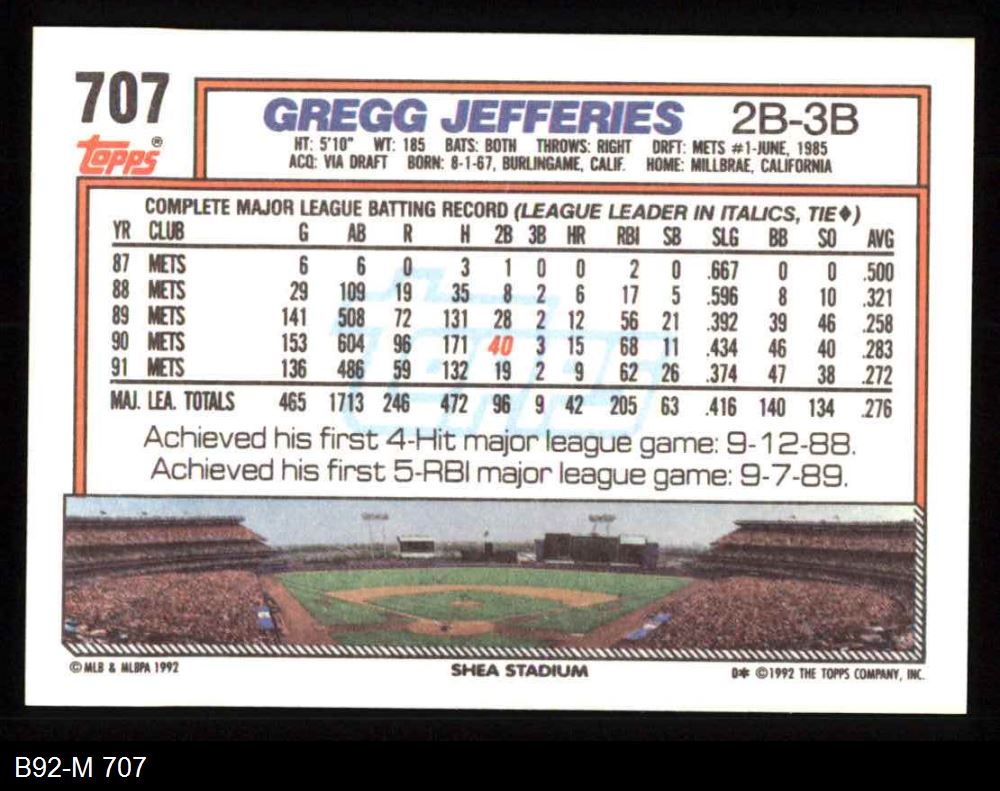 707
Topps®
GREGG JEFFERIES 2B-3B
HT: 5'10" WT: 185 BATS: BOTH THROWS: RIGHT DRFT: METS #1-JUNE, 1985
ACQ: VIA DRAFT BORN: 8-1-67, BURLINGAME, CALIF. HOME: MILLBRAE, CALIFORNIA
COMPLETE MAJOR LEAGUE BATTING RECORD (LEAGUE LEADER IN ITALICS, TIE♦)
YR CLUB G AB R H 2B 3B HR RBI SB SLG BB SO AVG
87 METS 6 6 0 3 1 0 0 2 0 .667 0 0 .500
88 METS 29 109 19 35 8 2 6 17 5 .596 8 10 .321
89 METS 141 508 72 131 28 2 12 56 21 .392 39 46 .258
90 METS 153 604 96 171 40 3 15 68 11 .434 46 40 .283
91 METS 136 486 59 132 19 2 9 62 26 .374 47 38 .272
MAJ. LEA. TOTALS 465 1713 246 472 96 9 42 205 63 .416 140 134 .276
Topps
Achieved his first 4-Hit major league game: 9-12-88.
Achieved his first 5-RBI major league game: 9-7-89.
© MLB & MLBPA 1992 SHEA STADIUM D* ©1992 THE TOPPS COMPANY, INC.
B92-M 707